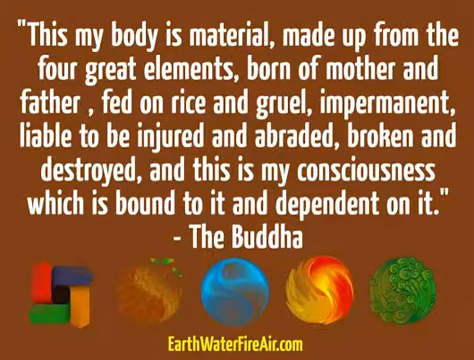 "This my body is material, made up from the
four great elements, born of mother and
father , fed on rice and gruel, impermanent,
liable to be injured and abraded, broken and
destroyed, and this is my consciousness
which is bound to it and dependent on it."
- The Buddha
EarthWaterFireAir.com